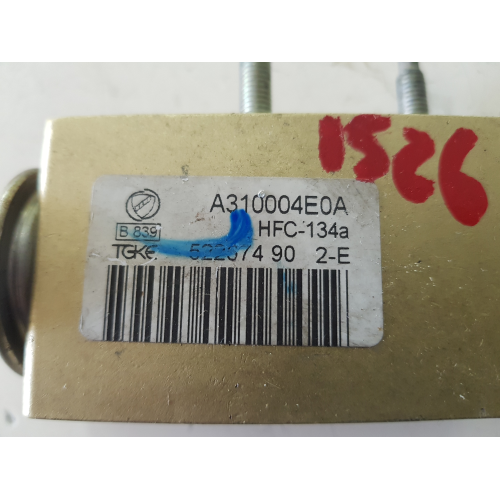 1526
A310004E0A
B 839
HFC-134a
TGK
90 2-E